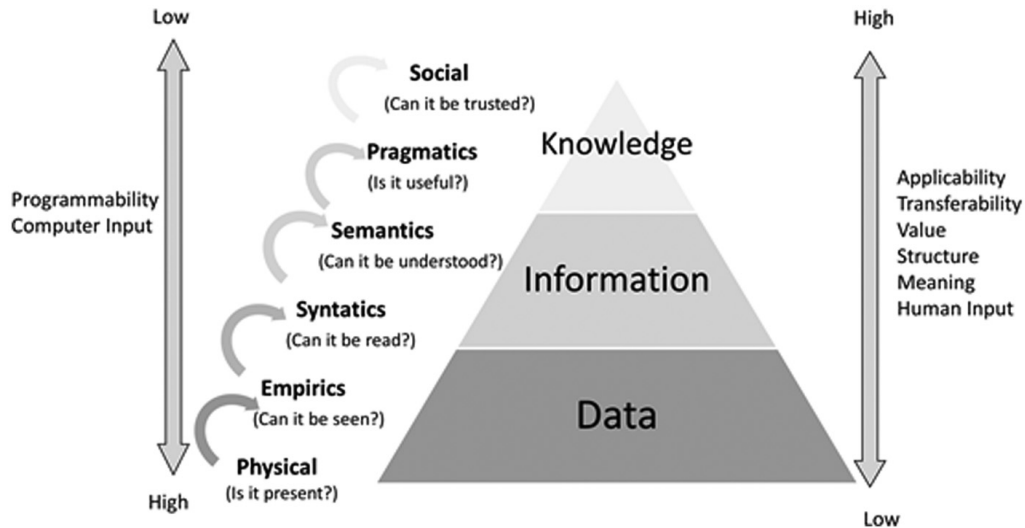 Low
High
Social
(Can it be trusted?)
Knowledge
Pragmatics
(Is it useful?)
Programmability
Computer Input
Applicability
Transferability
Value
Structure
Meaning
Human Input
Semantics
(Can it be understood?)
Information
Syntatics
(Can it be read?)
Empirics
(Can it be seen?)
Data
Physical
(Is it present?)
High
Low